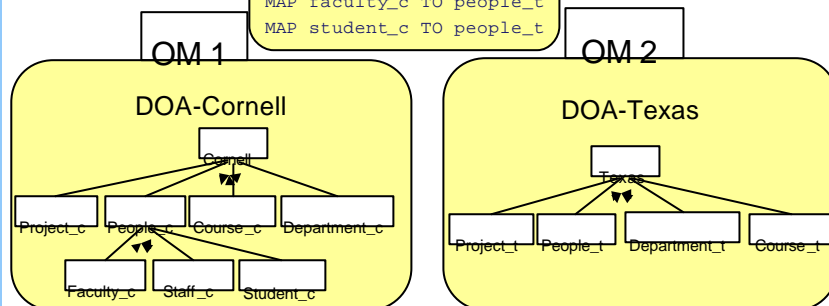 MAP faculty_c TO people_t
MAP student_c TO people_t
OM 1
OM 2
DOA-Cornell
DOA-Texas
Cornell
Texas
Project_c People_c Course_c Department_c
Project_t People_t Department_t Course_t
Faculty_c Staff_c Student_c